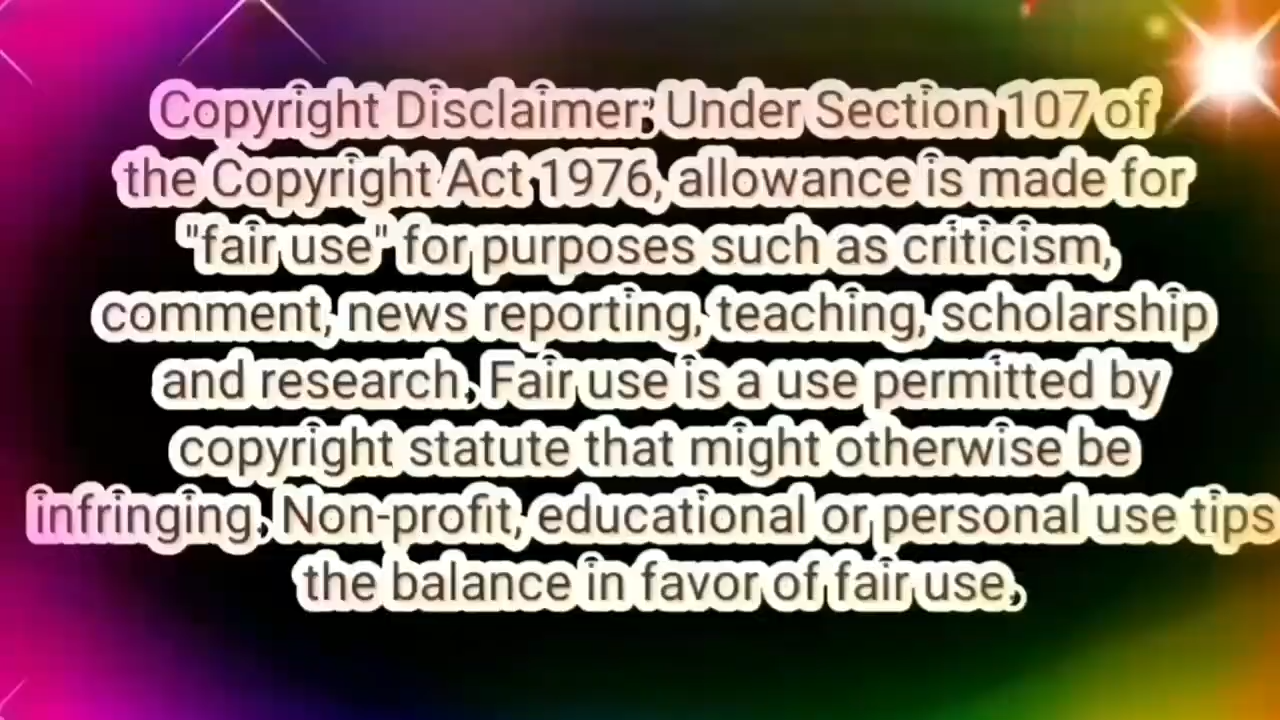 Copyright Disclaimer: Under Section 107 of
the Copyright Act 1976, allowance is made for
"fair use" for purposes such as criticism,
comment, news reporting, teaching, scholarship
and research. Fair use is a use permitted by
copyright statute that might otherwise be
infringing. Non-profit, educational or personal use tips
the balance in favor of fair use.